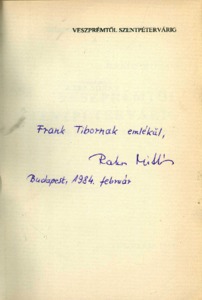 VESZPRÉMTŐL SZENTPÉTERVÁRIG
Frank Tibornak emlékül,
Budapest, 1984. február